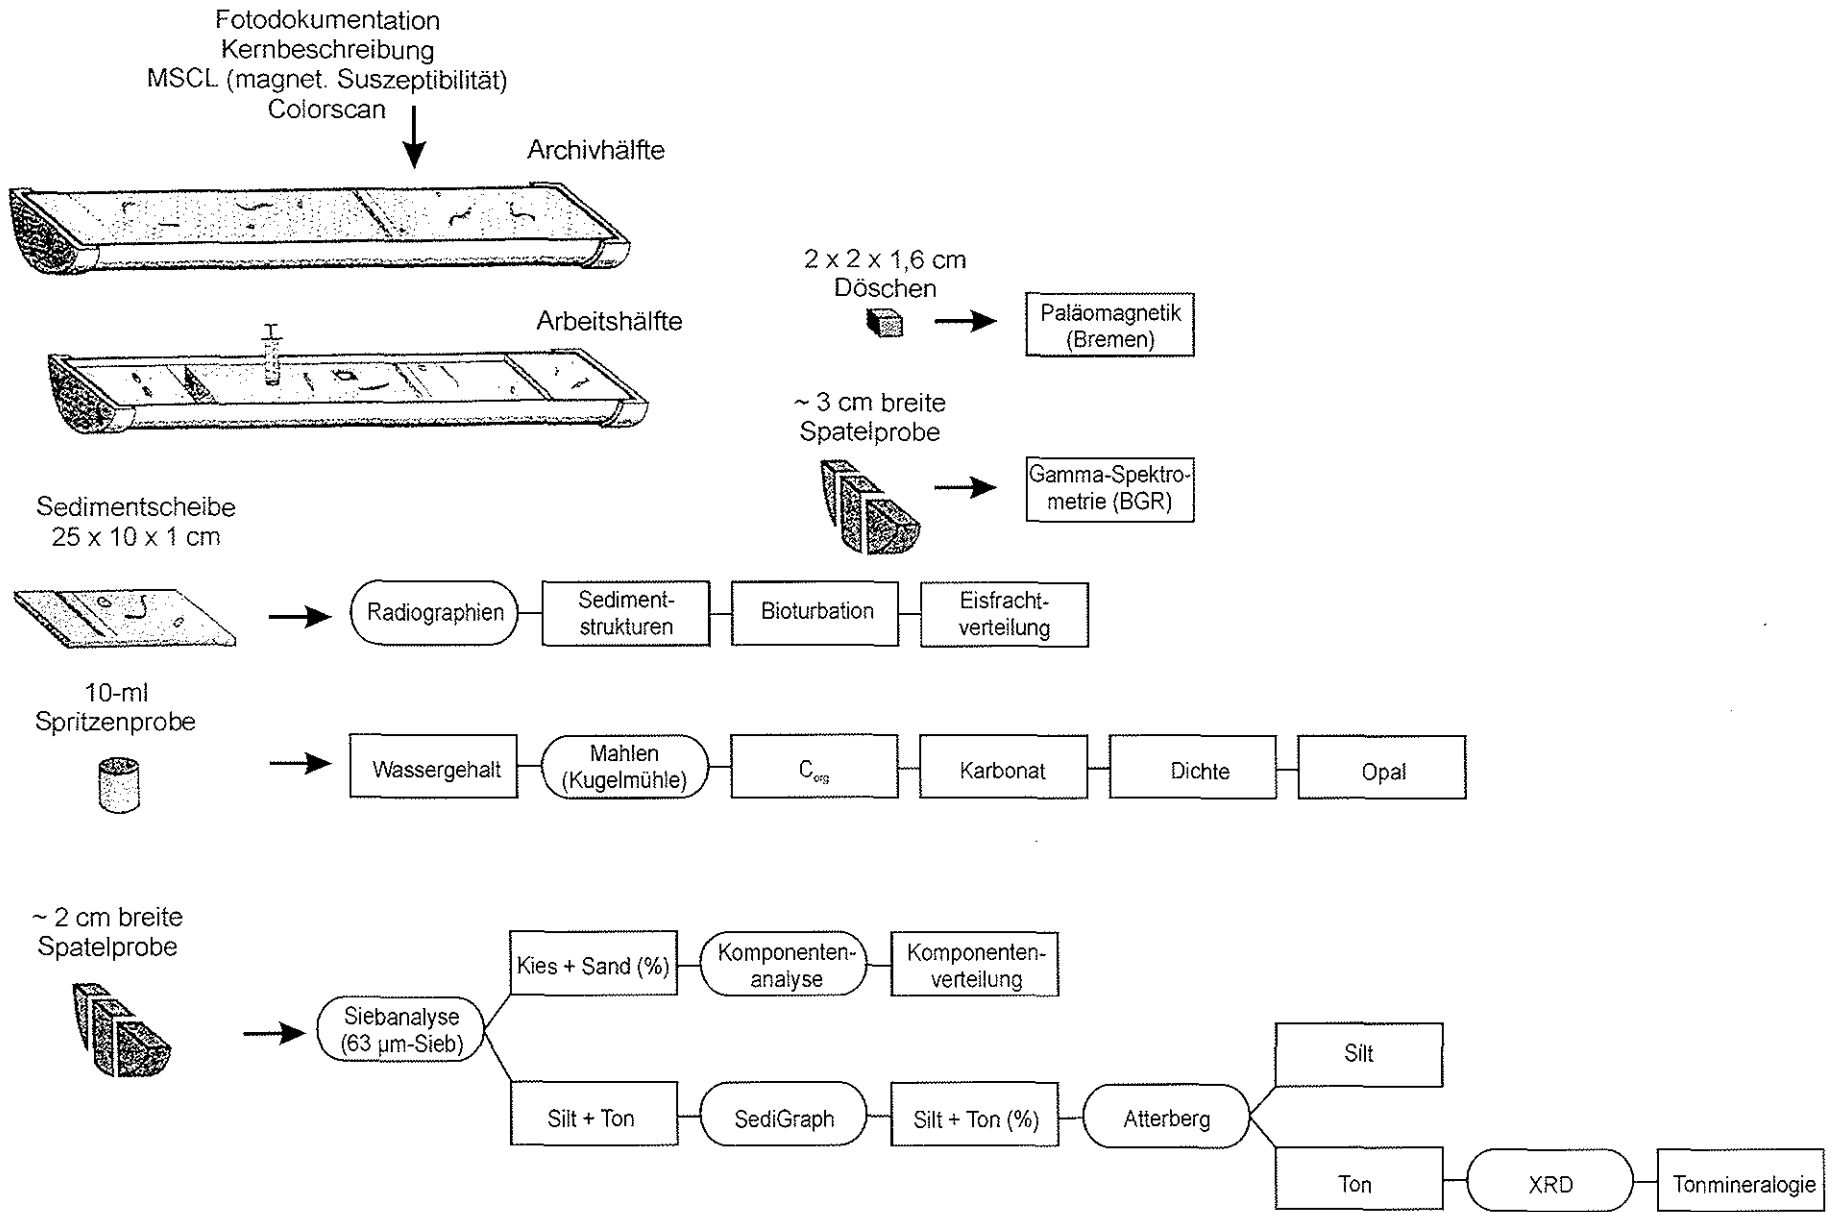 Fotodokumentation
Kernbeschreibung
MSCL (magnet. Suszeptibilität)
Colorscan
Archivhälfte
Arbeitshälfte
2 x 2 x 1,6 cm
Döschen
Paläomagnetik
(Bremen)
~ 3 cm breite
Spatelprobe
Gamma-Spektro-
metrie (BGR)
Sedimentscheibe
25 x 10 x 1 cm
Radiographien
Sediment-
strukturen
Bioturbation
Eisfracht-
verteilung
10-ml
Spritzenprobe
Wassergehalt
Mahlen
(Kugelmühle)
Corg
Karbonat
Dichte
Opal
~ 2 cm breite
Spatelprobe
Siebanalyse
(63 µm-Sieb)
Kies + Sand (%)
Komponenten-
analyse
Komponenten-
verteilung
Silt + Ton
SediGraph
Silt + Ton (%)
Atterberg
Silt
Ton
XRD
Tonmineralogie